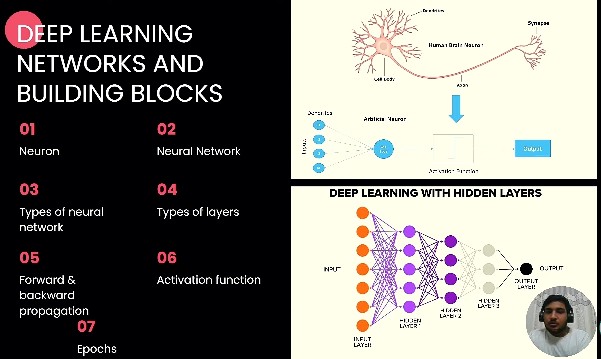 DEEP LEARNING
NETWORKS AND
BUILDING BLOCKS
01
Neuron
02
Neural Network
03
Types of neural
network
04
Types of layers
05
Forward &
backward
propagation
06
Activation function
07
Epochs
Dendrites
Synapse
Human Brain Neuron
Cell Body
Axon
Dendrites
Artificial Neuron
Inputs
Output
Activation Function
DEEP LEARNING WITH HIDDEN LAYERS
INPUT
OUTPUT
OUTPUT
LAYER
HIDDEN
LAYER 3
HIDDEN
LAYER 2
HIDDEN
LAYER 1
INPUT
LAYER